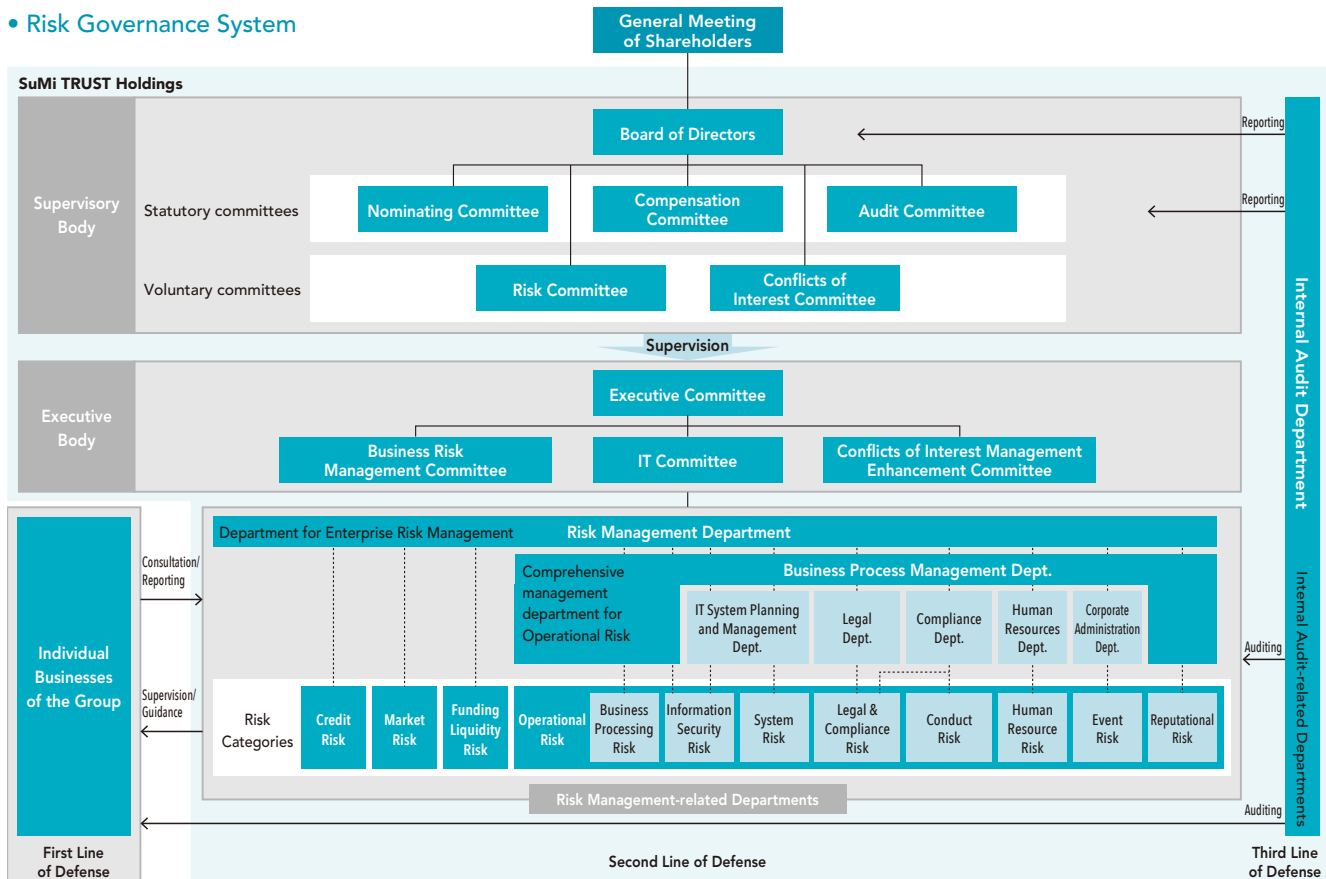 • Risk Governance System
General Meeting
of Shareholders
SuMi TRUST Holdings
Supervisory
Body
Board of Directors
Reporting
Statutory committees
Nominating Committee
Compensation
Committee
Audit Committee
Reporting
Voluntary committees
Risk Committee
Conflicts of
Interest Committee
Supervision
Executive
Body
Executive Committee
Business Risk
Management Committee
IT Committee
Conflicts of Interest Management
Enhancement Committee
Internal Audit Department
Internal Audit-related Departments
Individual
Businesses
of the Group
Consultation/
Reporting
Supervision/
Guidance
Department for Enterprise Risk Management
Risk Management Department
Comprehensive
management
department for
Operational Risk
Business Process Management Dept.
IT System Planning
and Management
Dept.
Legal
Dept.
Compliance
Dept.
Human
Resources
Dept.
Corporate
Administration
Dept.
Auditing
Risk
Categories
Credit
Risk
Market
Risk
Funding
Liquidity
Risk
Operational
Risk
Business
Processing
Risk
Information
Security
Risk
System
Risk
Legal &
Compliance
Risk
Conduct
Risk
Human
Resource
Risk
Event
Risk
Reputational
Risk
Risk Management-related Departments
Auditing
First Line
of Defense
Second Line of Defense
Third Line
of Defense